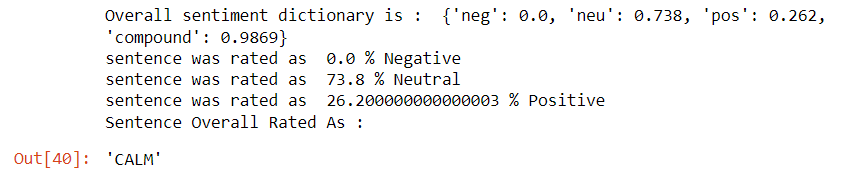 Overall sentiment dictionary is :  {'neg': 0.0, 'neu': 0.738, 'pos': 0.262,
'compound': 0.9869}
sentence was rated as  0.0 % Negative
sentence was rated as  73.8 % Neutral
sentence was rated as  26.200000000000003 % Positive
Sentence Overall Rated As :
Out[40]: 'CALM'